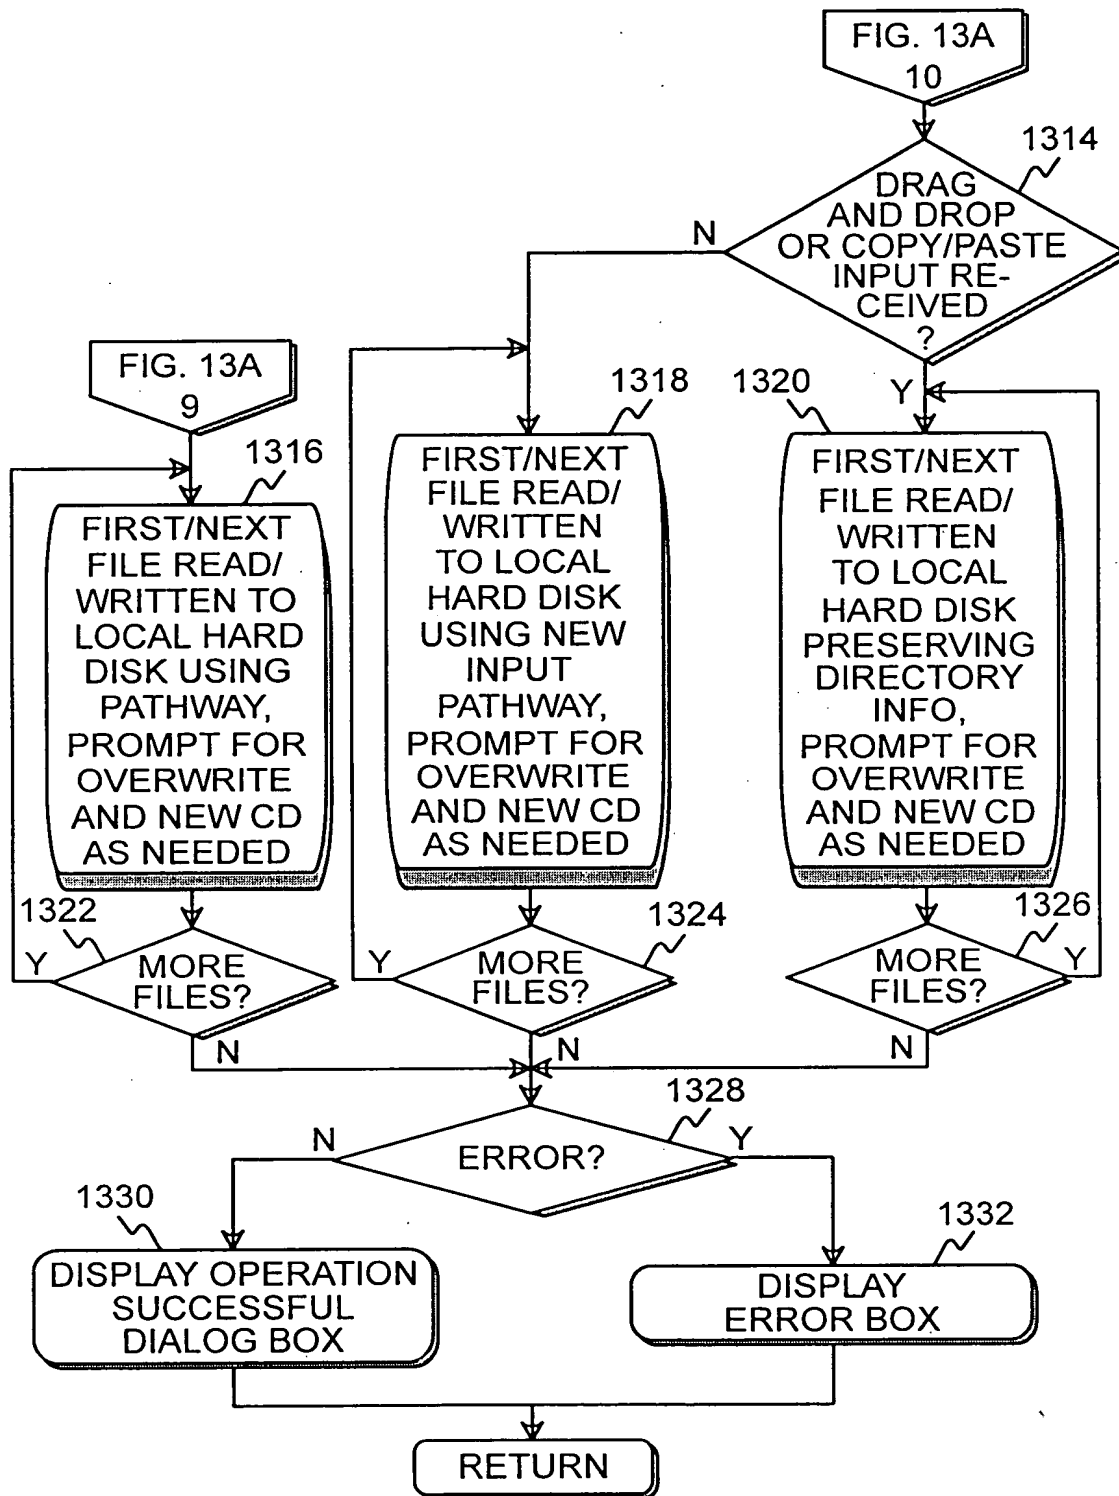 FIG. 13A
10
1314
DRAG
AND DROP
OR COPY/PASTE
INPUT RE-
CEIVED
?
N
Y
FIG. 13A
9
1316
FIRST/NEXT
FILE READ/
WRITTEN TO
LOCAL HARD
DISK USING
PATHWAY,
PROMPT FOR
OVERWRITE
AND NEW CD
AS NEEDED
1318
FIRST/NEXT
FILE READ/
WRITTEN
TO LOCAL
HARD DISK
USING NEW
INPUT
PATHWAY,
PROMPT FOR
OVERWRITE
AND NEW CD
AS NEEDED
1320
FIRST/NEXT
FILE READ/
WRITTEN
TO LOCAL
HARD DISK
PRESERVING
DIRECTORY
INFO,
PROMPT FOR
OVERWRITE
AND NEW CD
AS NEEDED
1322
Y
MORE
FILES?
N
1324
Y
MORE
FILES?
N
1326
MORE
FILES?
Y
N
1328
N
ERROR?
Y
1330
DISPLAY OPERATION
SUCCESSFUL
DIALOG BOX
1332
DISPLAY
ERROR BOX
RETURN